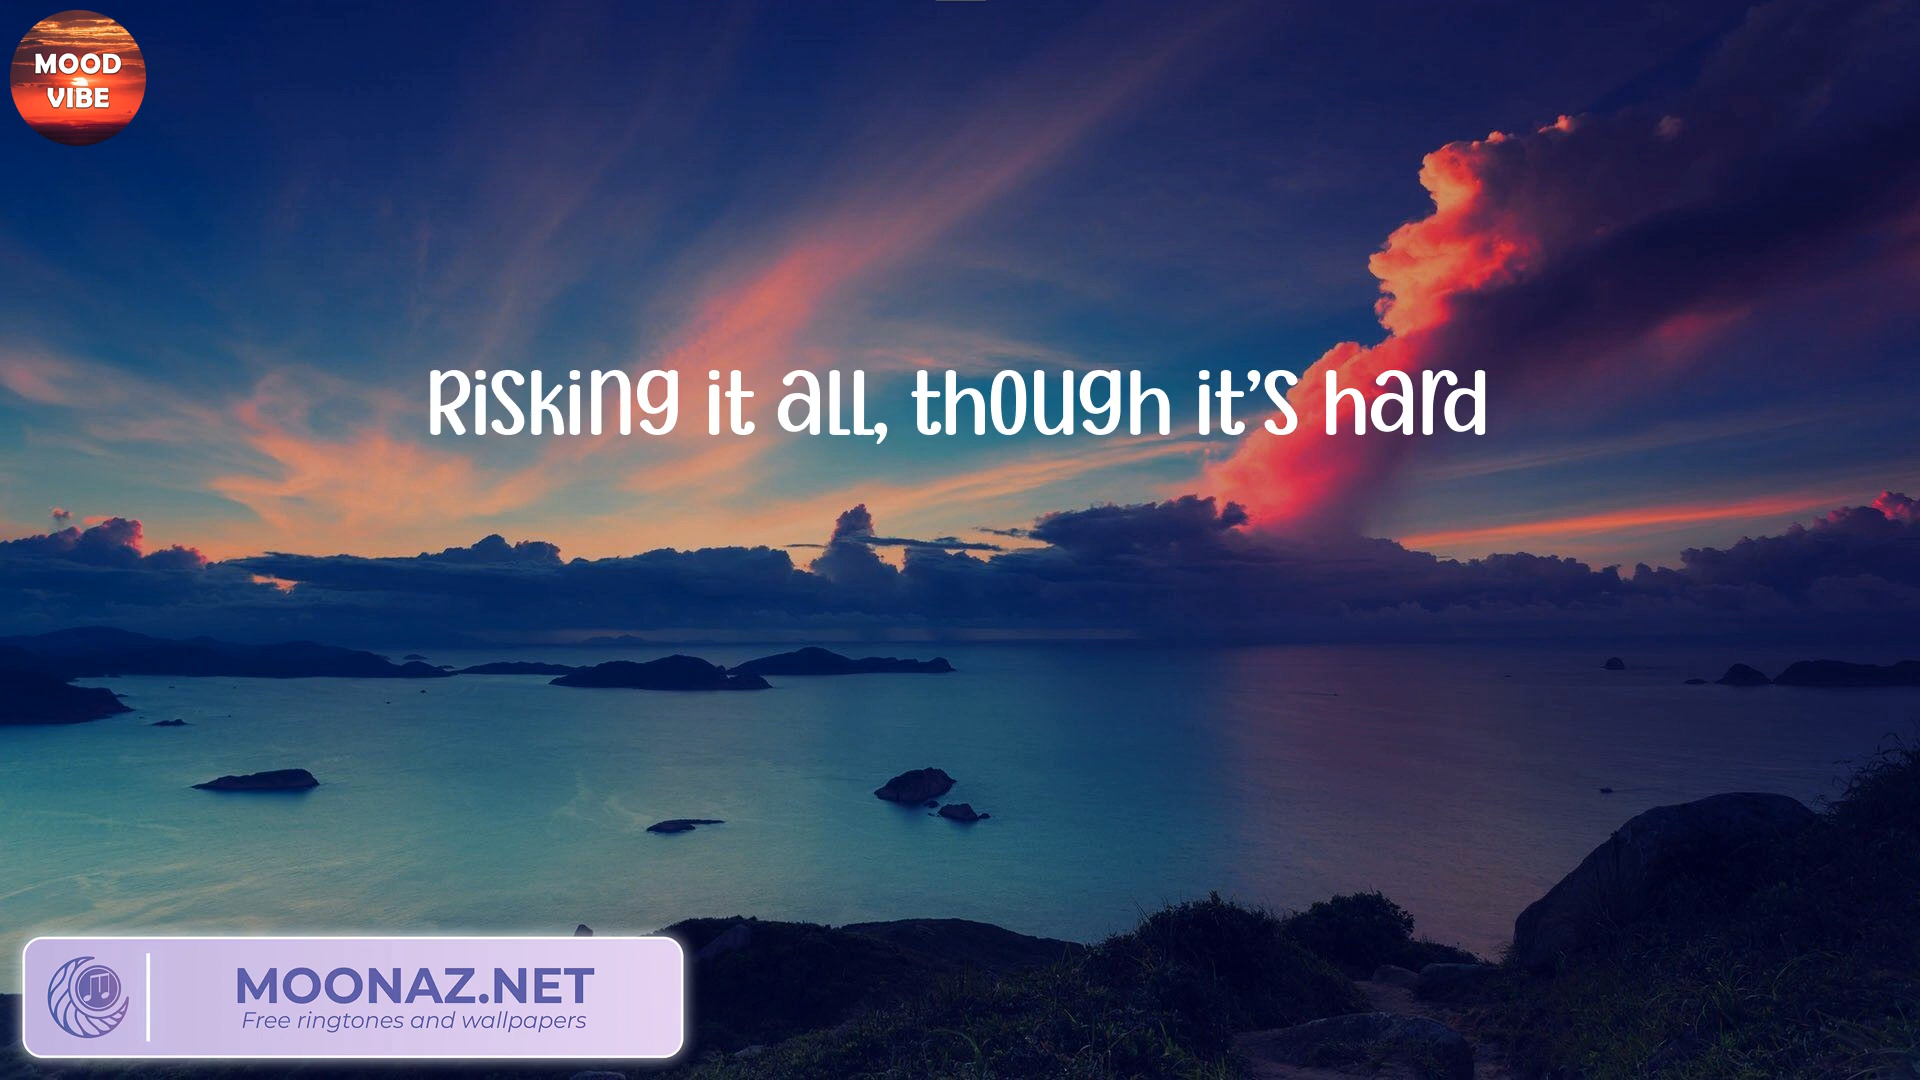 MOOD
VIBE
Risking it all, though it's hard
MOONAZ.NET
Free ringtones and wallpapers